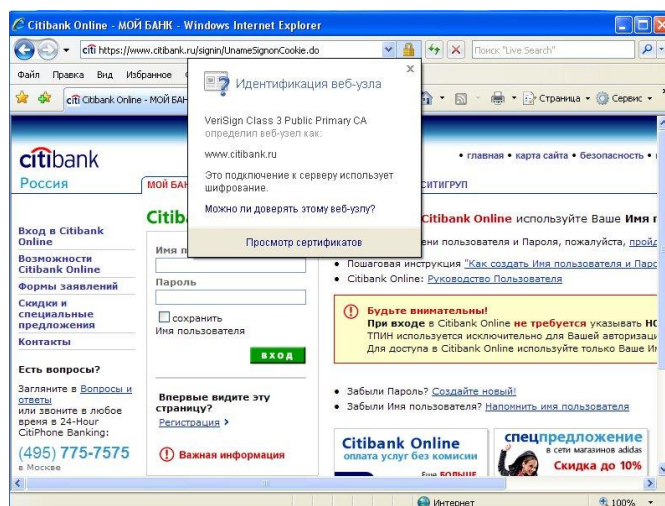 Citibank Online - МОЙ БАНК - Windows Internet Explorer
citi https://www.citibank.ru/signin/UnameSignonCookie.do
Поиск "Live Search"
Файл Правка Вид Избранное
citi Citibank Online - МОЙ БАН
Страница Сервис
Идентификация веб-узла
VeriSign Class 3 Public Primary CA
определил веб-узел как:
www.citibank.ru
Это подключение к серверу использует
шифрование.
Можно ли доверять этому веб-узлу?
Просмотр сертификатов
citibank
Россия
• главная • карта сайта • безопасность •
МОЙ БАН
СИТИГРУП
Вход в Citibank
Online
Возможности
Citibank Online
Формы заявлений
Скидки и
специальные
предложения
Контакты
Есть вопросы?
Загляните в Вопросы и
ответы
или звоните в любое
время в 24-Hour
CitiPhone Banking:
(495) 775-7575
в Москве
Citib
Имя п
Пароль
сохранить
Имя пользователя
ВХОД
Впервые видите эту
страницу?
Регистрация
Важная информация
Citibank Online используйте Ваше Имя п
ени пользователя и Пароля, пожалуйста, пройд
• Пошаговая инструкция "Как создать Имя пользователя и Паро
• Citibank Online: Руководство Пользователя
Будьте внимательны!
При входе в Citibank Online не требуется указывать НО
ТПИН используется исключительно для Вашей авторизаци
Для доступа в Citibank Online используйте только Ваше Им
• Забыли Пароль? Создайте новый!
• Забыли Имя пользователя? Напомнить имя пользователя
Citibank Online
оплата услуг без комисии
Еще БОЛЬШЕ
спецпредложение
в сети магазинов adidas
Скидка до 10%
Интернет
100%